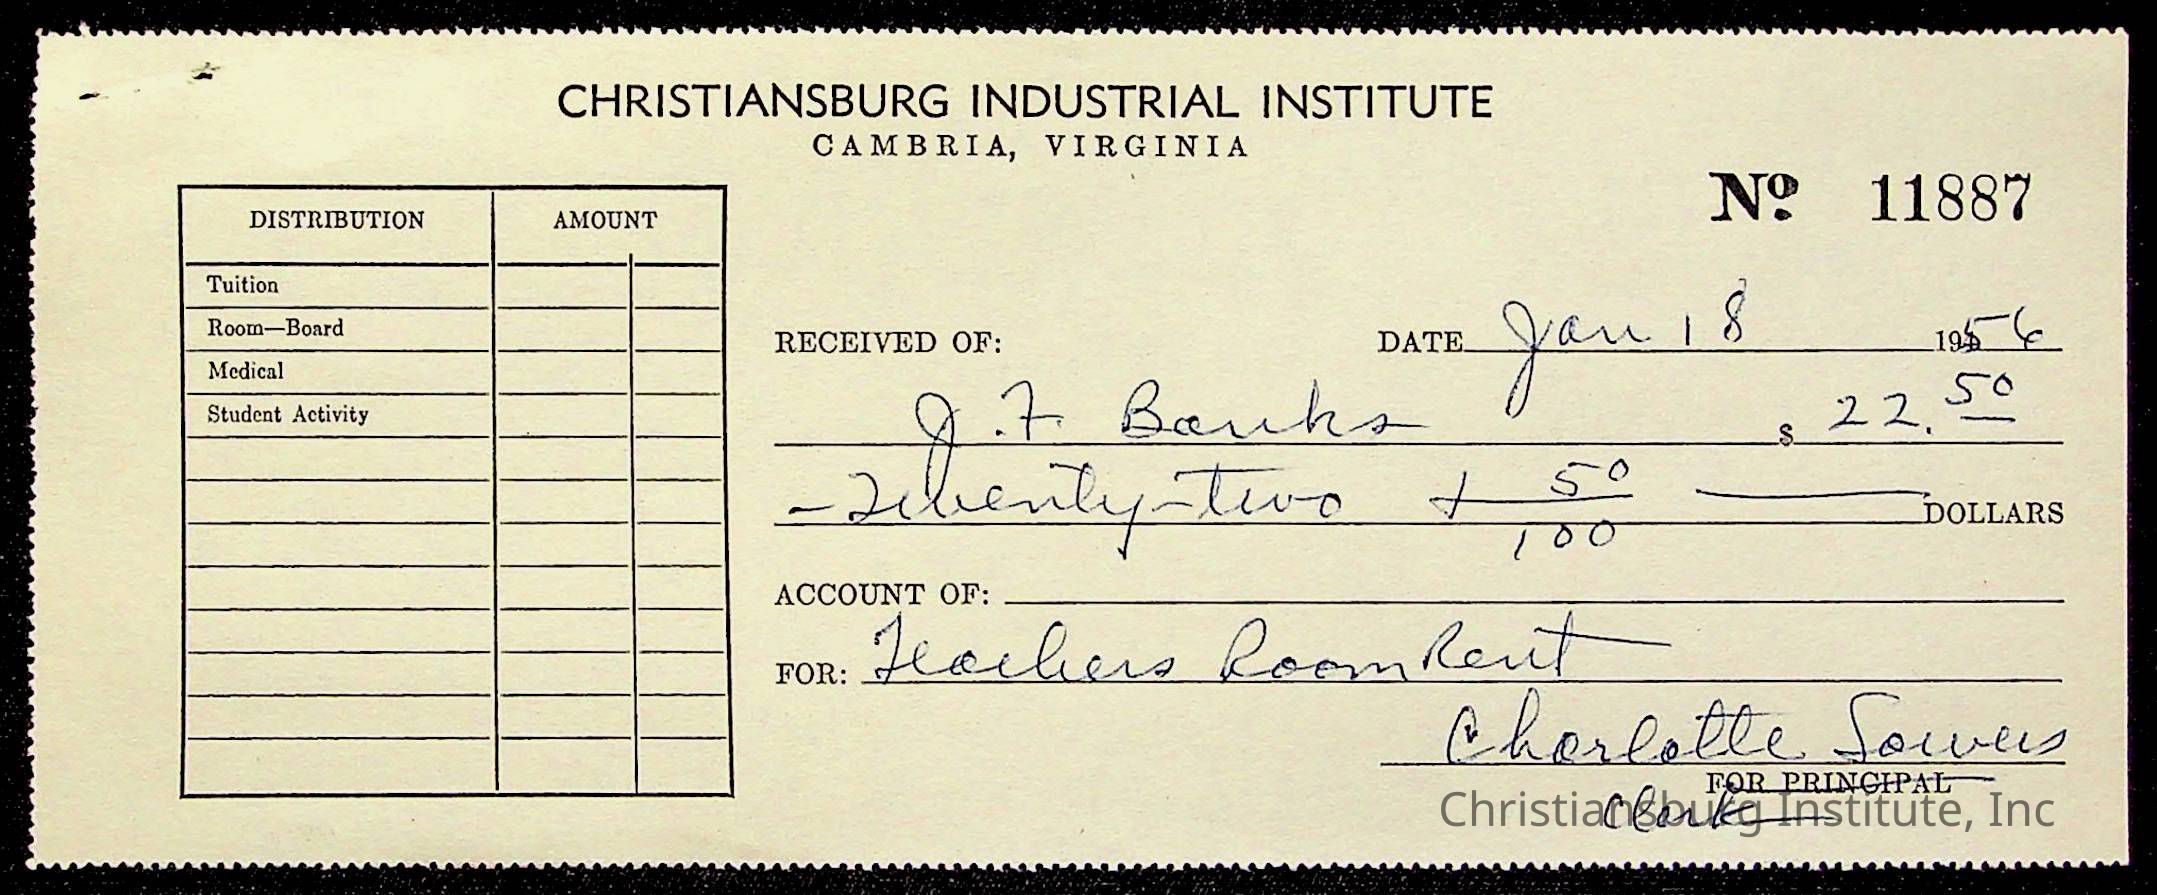 CHRISTIANSBURG INDUSTRIAL INSTITUTE
CAMBRIA, VIRGINIA
No. 11887
DISTRIBUTION AMOUNT
Tuition
Room—Board
Medical
Student Activity
RECEIVED OF: DATE Jan 18 1956
J. F. Banks $ 22.50
- Twenty-two + 50/100 — DOLLARS
ACCOUNT OF:
FOR: Teachers Room Rent
Charlotte Sowers
FOR PRINCIPAL
Clerk
Christiansburg Institute, Inc